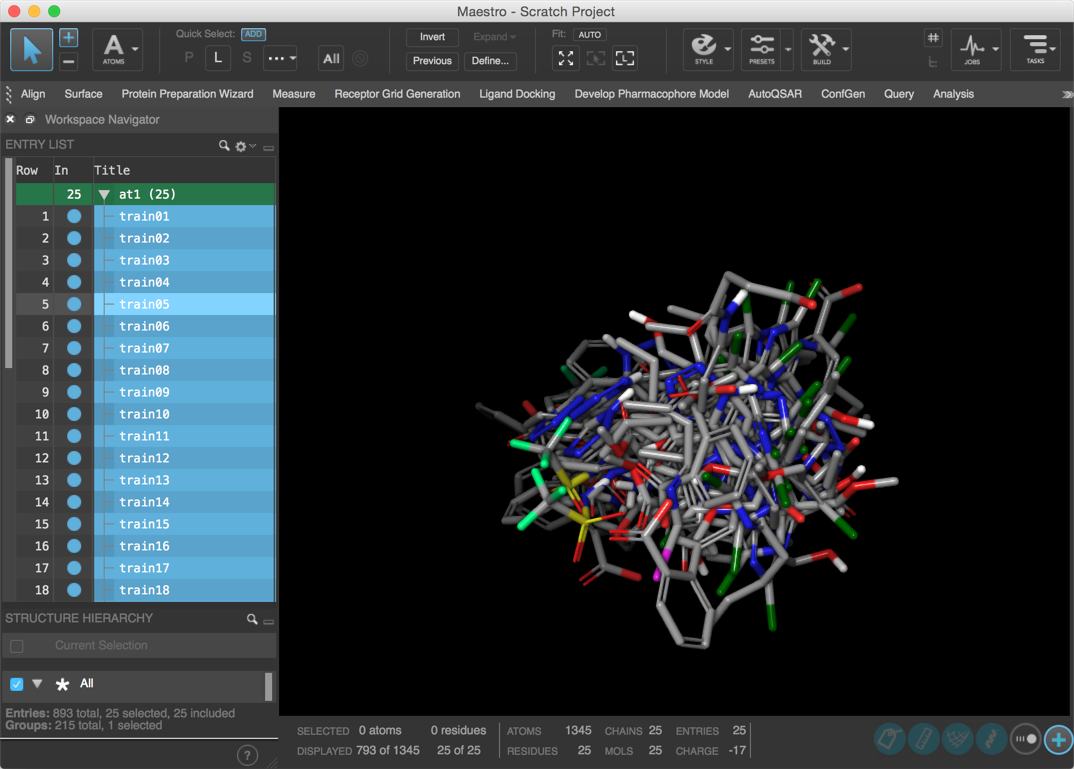 Maestro - Scratch Project
Quick Select: ADD
P L S ... All
A
ATOMS
Invert Expand
Previous Define...
Fit: AUTO
STYLE
PRESETS
BUILD
JOBS
TASKS
Align Surface Protein Preparation Wizard Measure Receptor Grid Generation Ligand Docking Develop Pharmacophore Model AutoQSAR ConfGen Query Analysis
Workspace Navigator
ENTRY LIST
Row In Title
25 at1 (25)
1 train01
2 train02
3 train03
4 train04
5 train05
6 train06
7 train07
8 train08
9 train09
10 train10
11 train11
12 train12
13 train13
14 train14
15 train15
16 train16
17 train17
18 train18
STRUCTURE HIERARCHY
Current Selection
All
Entries: 893 total, 25 selected, 25 included
Groups: 215 total, 1 selected
?
SELECTED 0 atoms 0 residues ATOMS 1345 CHAINS 25 ENTRIES 25
DISPLAYED 793 of 1345 25 of 25 RESIDUES 25 MOLS 25 CHARGE -17